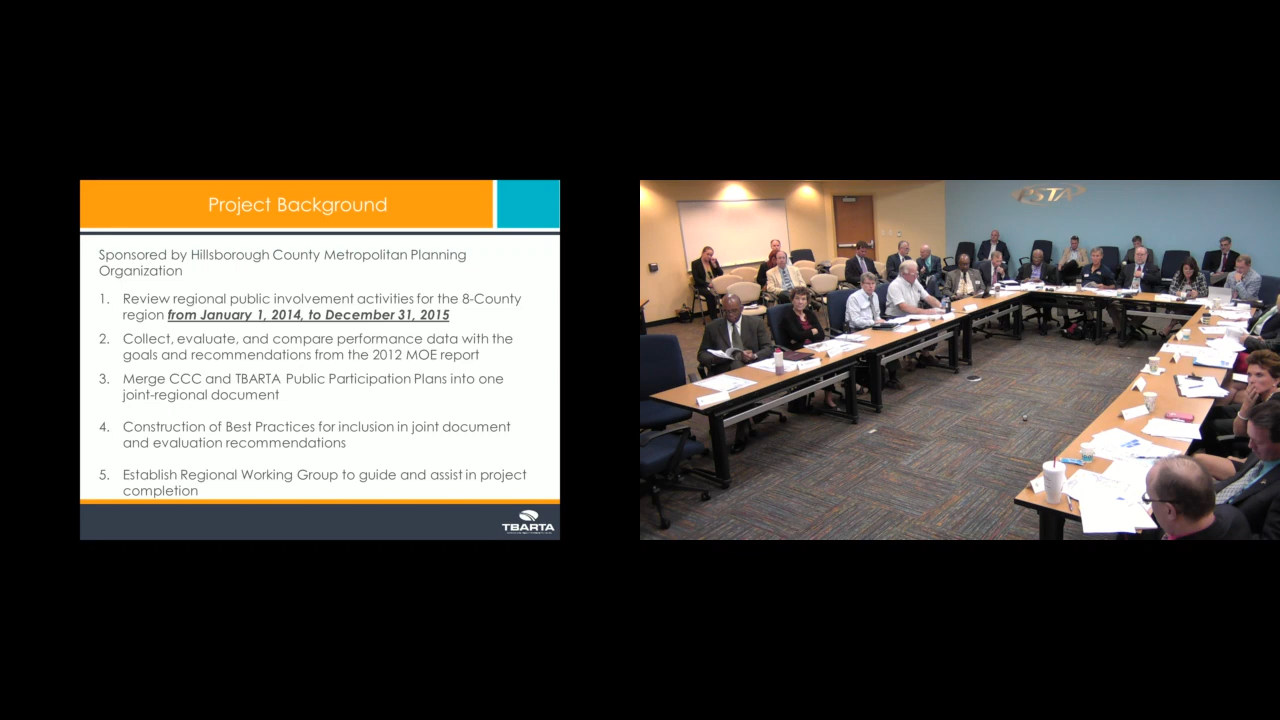 Project Background
Sponsored by Hillsborough County Metropolitan Planning
Organization
1. Review regional public involvement activities for the 8-County
region from January 1, 2014, to December 31, 2015
2. Collect, evaluate, and compare performance data with the
goals and recommendations from the 2012 MOE report
3. Merge CCC and TBARTA Public Participation Plans into one
joint-regional document
4. Construction of Best Practices for inclusion in joint document
and evaluation recommendations
5. Establish Regional Working Group to guide and assist in project
completion
TBARTA
PSTA